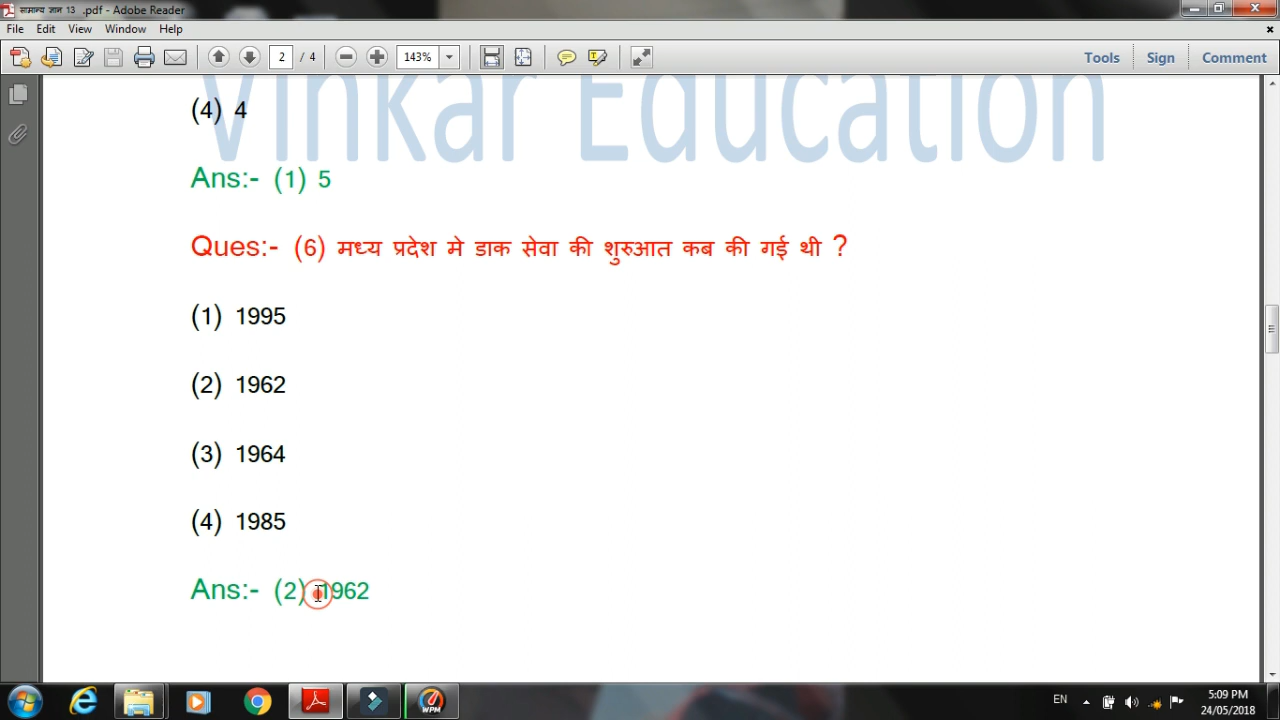 सामान्य ज्ञान 13 .pdf - Adobe Reader
File Edit View Window Help
2 / 4 143% Tools Sign Comment
Vinkar Education
(4) 4
Ans:- (1) 5
Ques:- (6) मध्य प्रदेश मे डाक सेवा की शुरुआत कब की गई थी ?
(1) 1995
(2) 1962
(3) 1964
(4) 1985
Ans:- (2) 1962
WPM
EN
5:09 PM
24/05/2018